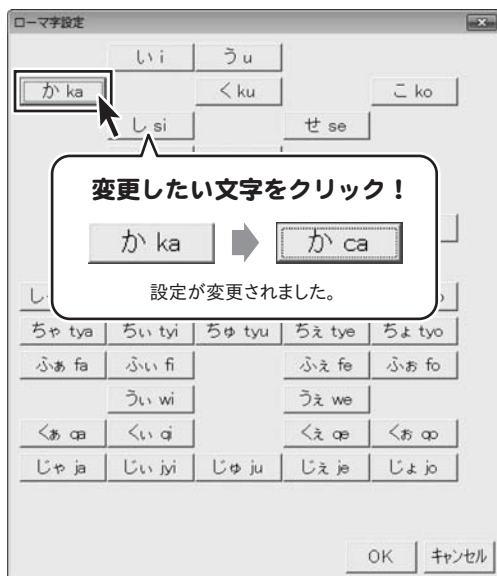 ローマ字設定
い i う u
か ka く ku こ ko
し si せ se
変更したい文字をクリック！
か ka か ca
設定が変更されました。
ちゃ tya ちぃ tyi ちゅ tyu ちぇ tye ちょ tyo
ふぁ fa ふぃ fi ふぇ fe ふぉ fo
うぃ wi うぇ we
くぁ qa くぃ qi くぇ qe くぉ qo
じゃ ja じぃ jyi じゅ ju じぇ je じょ jo
OK キャンセル